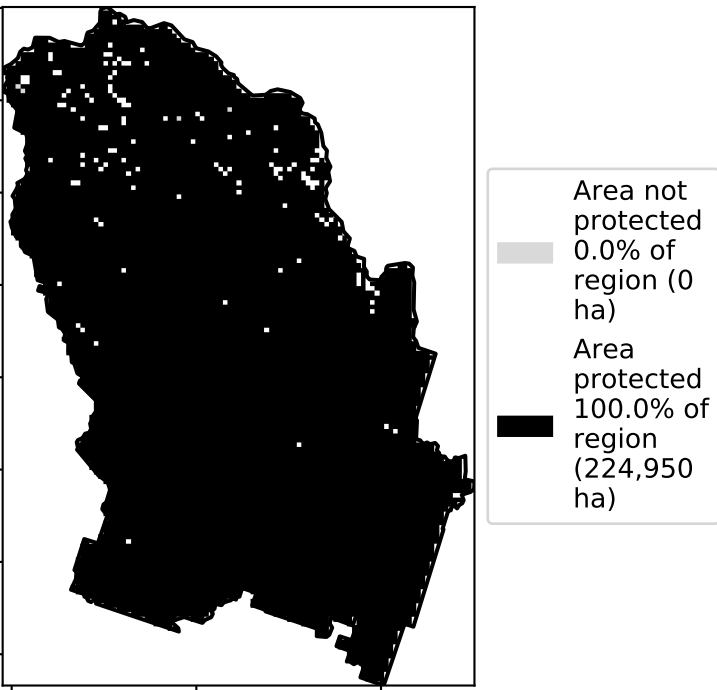 Area not
protected
0.0% of
region (0
ha)
Area
protected
100.0% of
region
(224,950
ha)